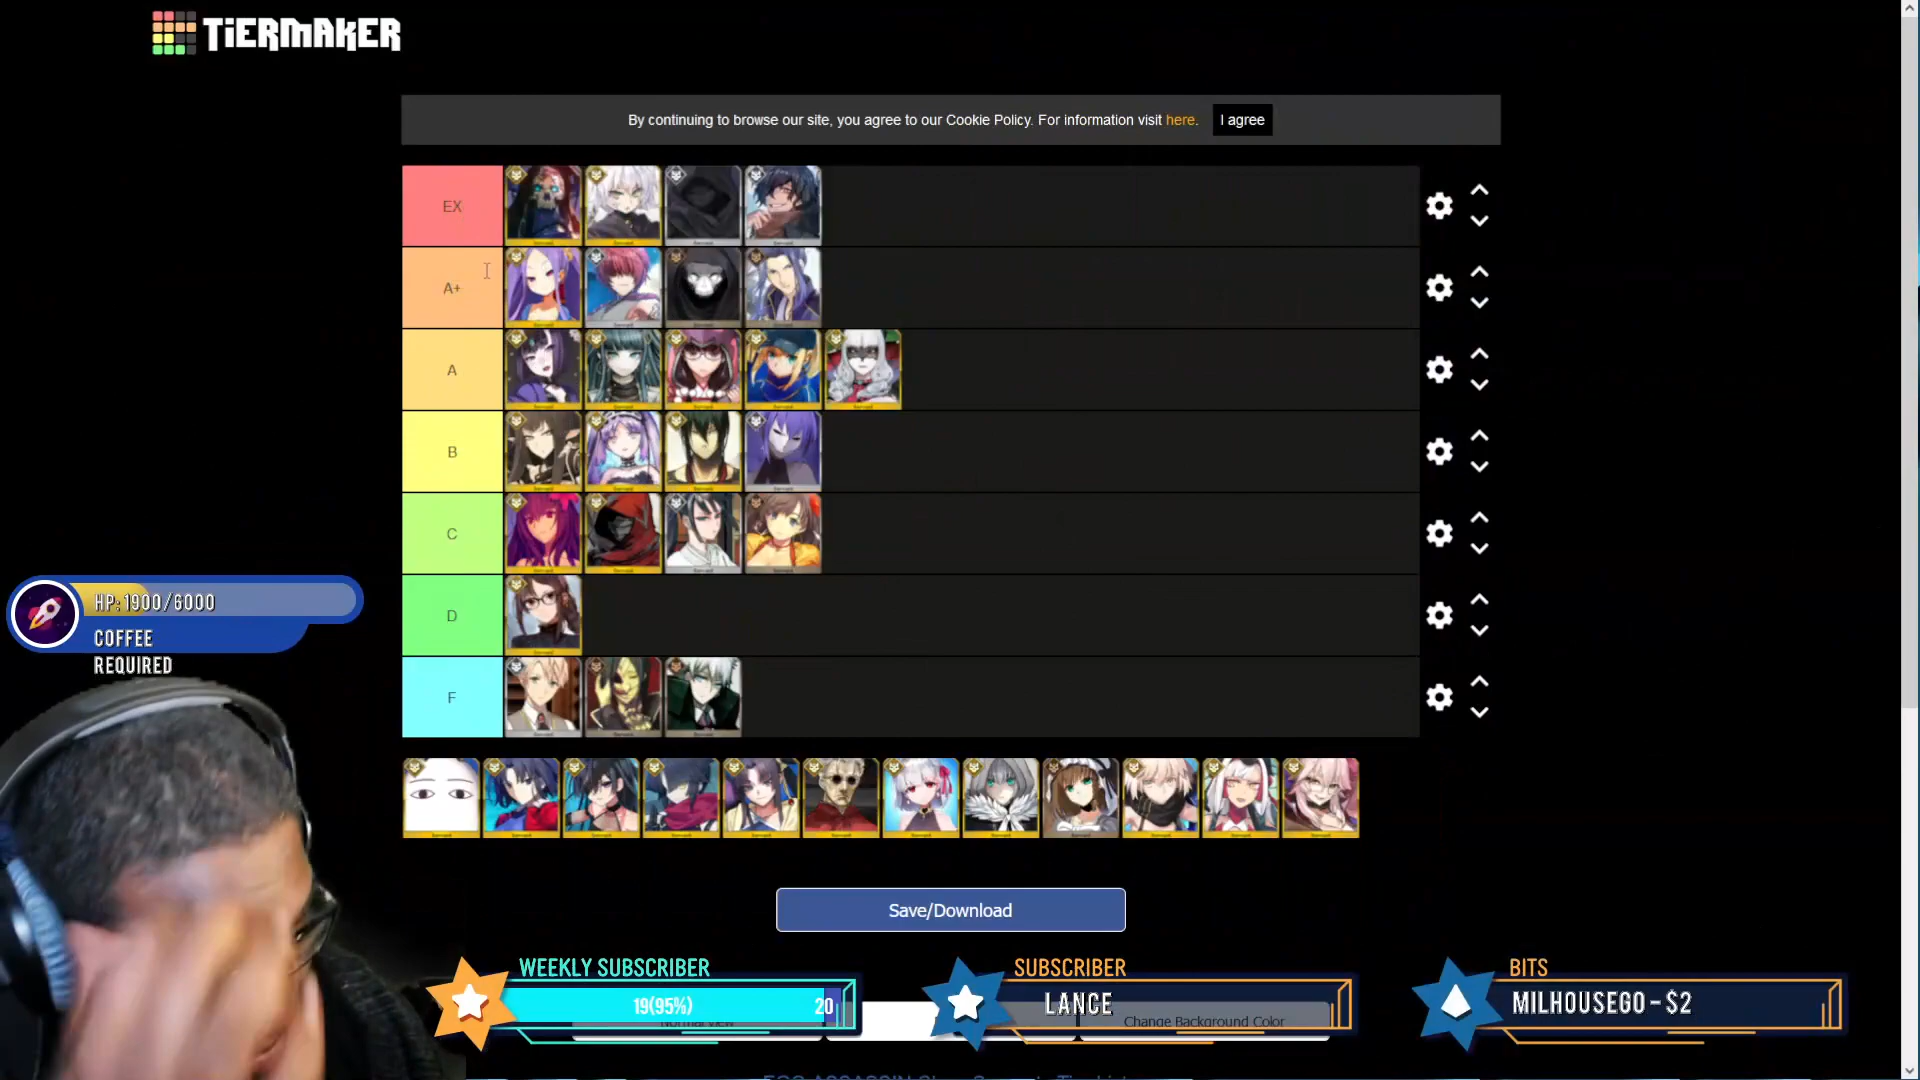 TiERMAKER
By continuing to browse our site, you agree to our Cookie Policy. For information visit here. I agree
EX
A+
A
B
C
D
F
HP: 1900/6000
COFFEE
REQUIRED
Save/Download
WEEKLY SUBSCRIBER
19(95%) 20
SUBSCRIBER
LANCE
BITS
MILHOUSEGO - $2
Normal View
Change Background Color